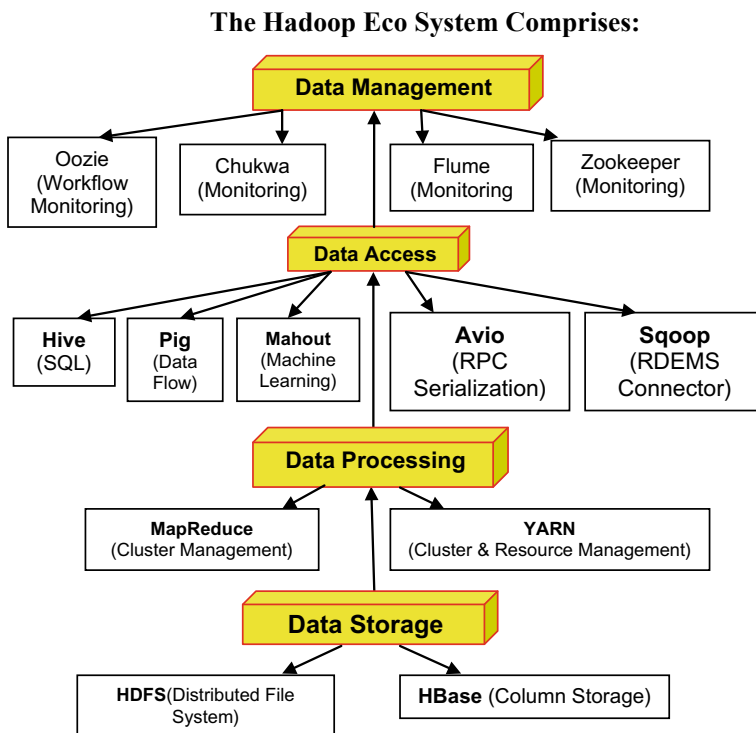 The Hadoop Eco System Comprises:
Data Management
Oozie
(Workflow
Monitoring)
Chukwa
(Monitoring)
Flume
(Monitoring
Zookeeper
(Monitoring)
Data Access
Hive
(SQL)
Pig
(Data
Flow)
Mahout
(Machine
Learning)
Avio
(RPC
Serialization)
Sqoop
(RDEMS
Connector)
Data Processing
MapReduce
(Cluster Management)
YARN
(Cluster & Resource Management)
Data Storage
HDFS(Distributed File
System)
HBase (Column Storage)